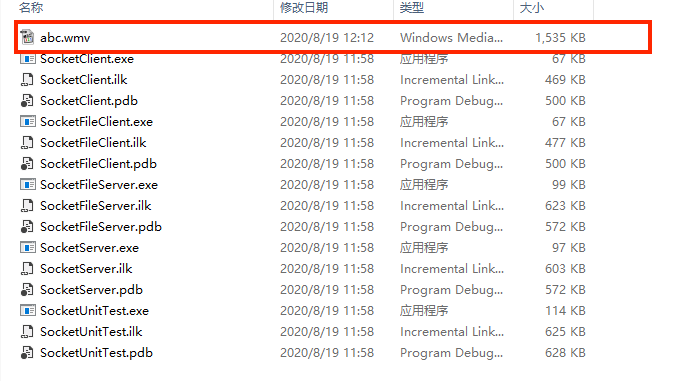 名称 修改日期 类型 大小
abc.wmv 2020/8/19 12:12 Windows Media... 1,535 KB
SocketClient.exe 2020/8/19 11:58 应用程序 67 KB
SocketClient.ilk 2020/8/19 11:58 Incremental Link... 469 KB
SocketClient.pdb 2020/8/19 11:58 Program Debug... 500 KB
SocketFileClient.exe 2020/8/19 11:58 应用程序 67 KB
SocketFileClient.ilk 2020/8/19 11:58 Incremental Link... 477 KB
SocketFileClient.pdb 2020/8/19 11:58 Program Debug... 500 KB
SocketFileServer.exe 2020/8/19 11:58 应用程序 99 KB
SocketFileServer.ilk 2020/8/19 11:58 Incremental Link... 623 KB
SocketFileServer.pdb 2020/8/19 11:58 Program Debug... 572 KB
SocketServer.exe 2020/8/19 11:58 应用程序 97 KB
SocketServer.ilk 2020/8/19 11:58 Incremental Link... 603 KB
SocketServer.pdb 2020/8/19 11:58 Program Debug... 572 KB
SocketUnitTest.exe 2020/8/19 11:58 应用程序 114 KB
SocketUnitTest.ilk 2020/8/19 11:58 Incremental Link... 625 KB
SocketUnitTest.pdb 2020/8/19 11:58 Program Debug... 628 KB